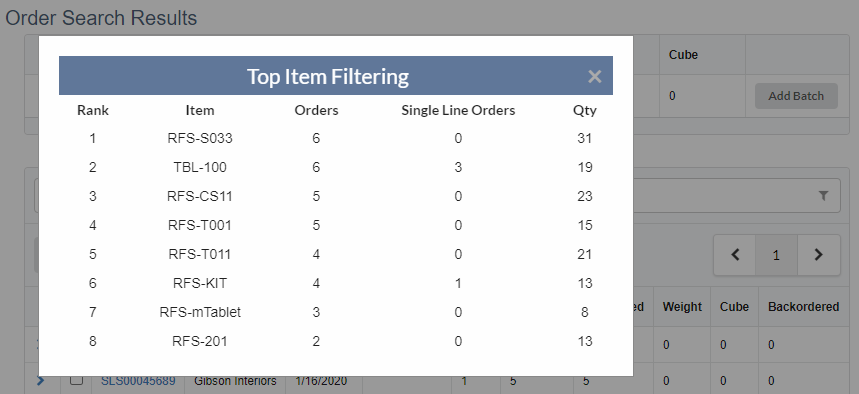 Order Search Results
Cube
0 Add Batch
Top Item Filtering ×
Rank Item Orders Single Line Orders Qty
1 RFS-S033 6 0 31
2 TBL-100 6 3 19
3 RFS-CS11 5 0 23
4 RFS-T001 5 0 15
5 RFS-T011 4 0 21
6 RFS-KIT 4 1 13
7 RFS-mTablet 3 0 8
8 RFS-201 2 0 13
1
ed Weight Cube Backordered
0 0 0
SLS00045689 Gibson Interiors 1/16/2020 1 5 5 0 0 0